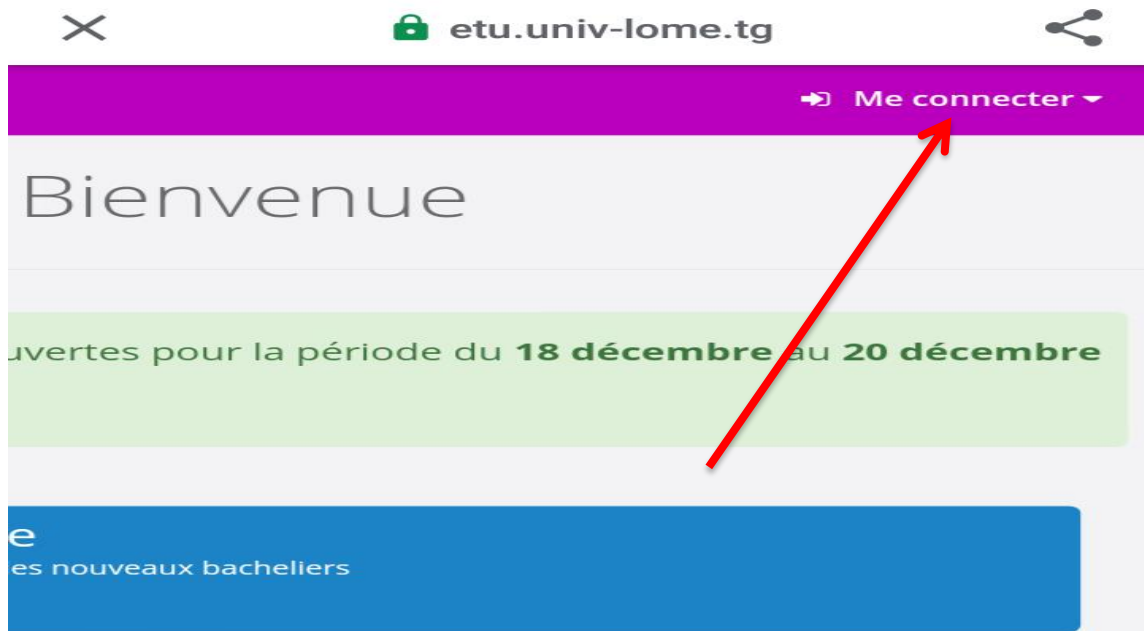 etu.univ-lome.tg
Me connecter
Bienvenue
uvertes pour la période du 18 décembre au 20 décembre
e
es nouveaux bacheliers